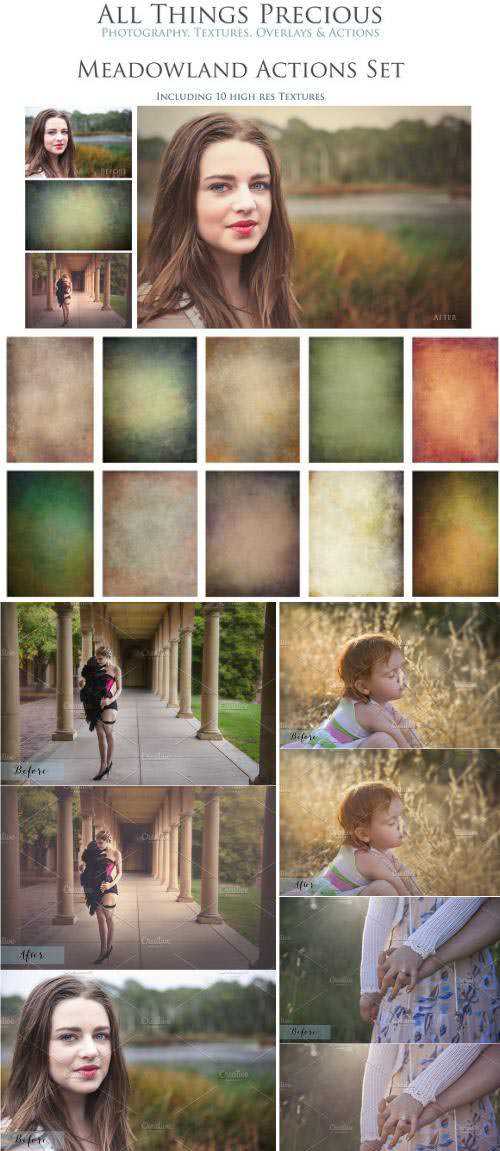 All Things Precious
Photography, Textures, Overlays & Actions
Meadowland Actions Set
Including 10 high res Textures
BEFORE
AFTER
Before
Before
After
After
Before
Before